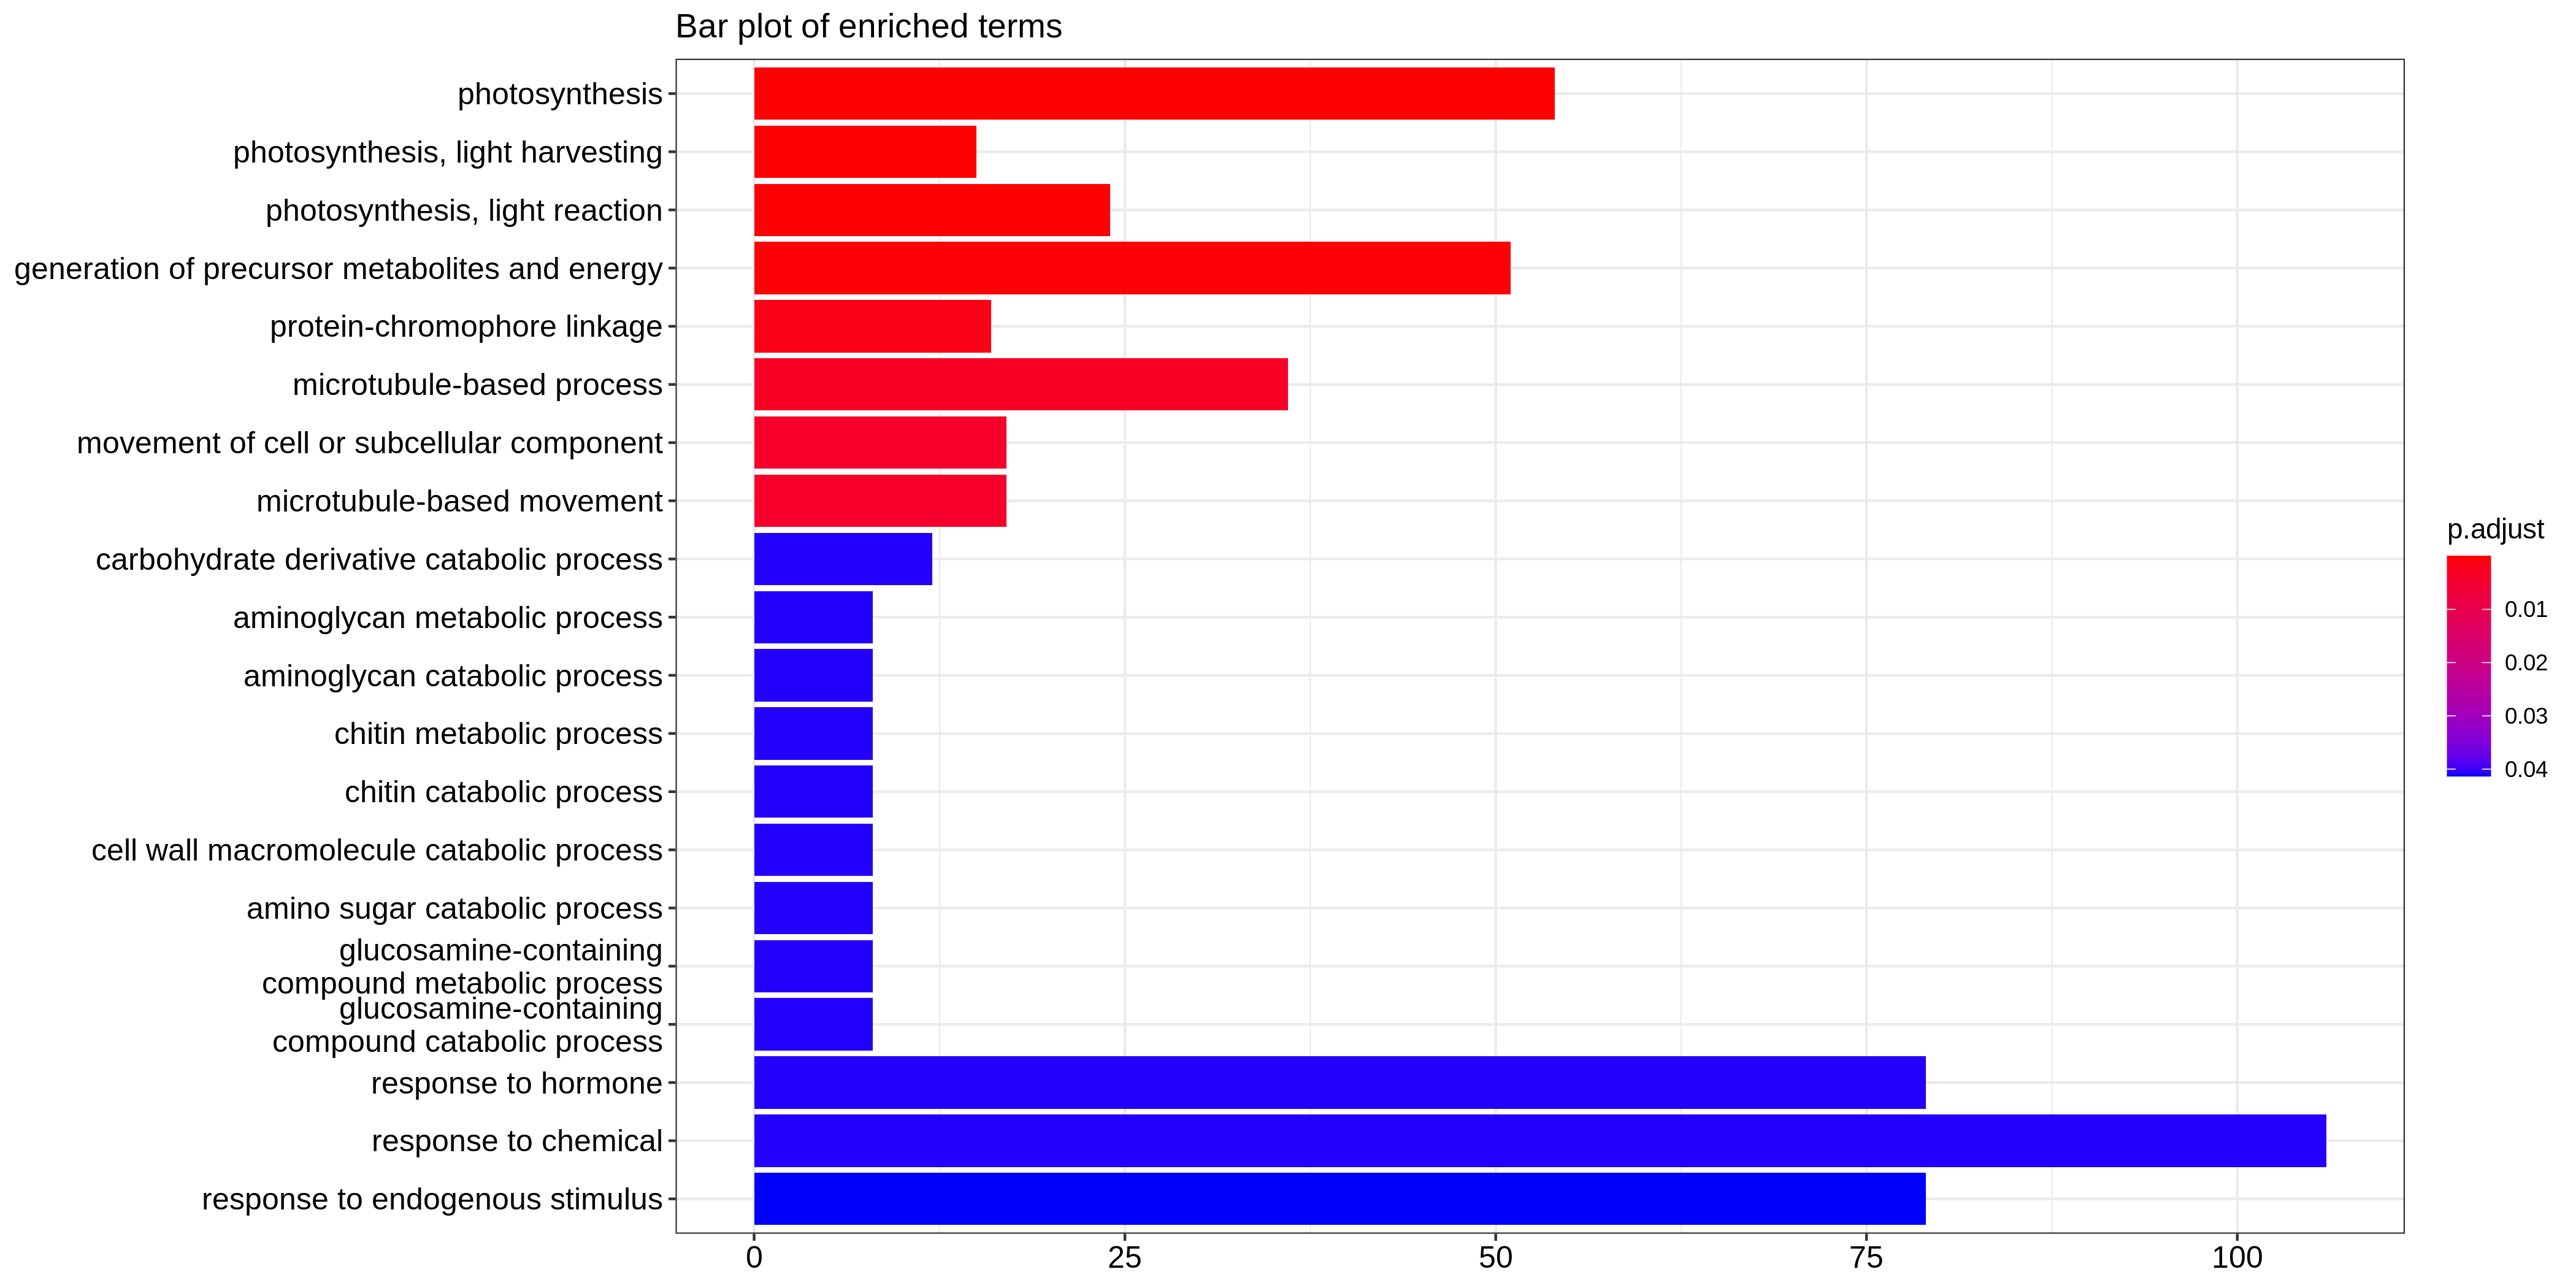 Bar plot of enriched terms
photosynthesis
photosynthesis, light harvesting
photosynthesis, light reaction
generation of precursor metabolites and energy
protein-chromophore linkage
microtubule-based process
movement of cell or subcellular component
microtubule-based movement
carbohydrate derivative catabolic process
aminoglycan metabolic process
aminoglycan catabolic process
chitin metabolic process
chitin catabolic process
cell wall macromolecule catabolic process
amino sugar catabolic process
glucosamine-containing
compound metabolic process
glucosamine-containing
compound catabolic process
response to hormone
response to chemical
response to endogenous stimulus
0 25 50 75 100
p.adjust
0.01
0.02
0.03
0.04